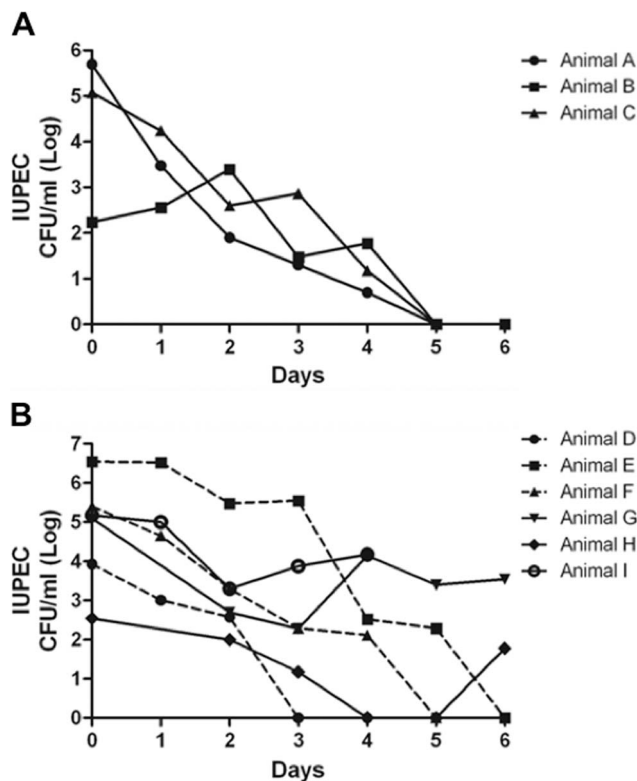 A
IUPEC
CFU/ml (Log)
6
5
4
3
2
1
0
0 1 2 3 4 5 6
Days
Animal A
Animal B
Animal C
B
IUPEC
CFU/ml (Log)
7
6
5
4
3
2
1
0
0 1 2 3 4 5 6
Days
Animal D
Animal E
Animal F
Animal G
Animal H
Animal I